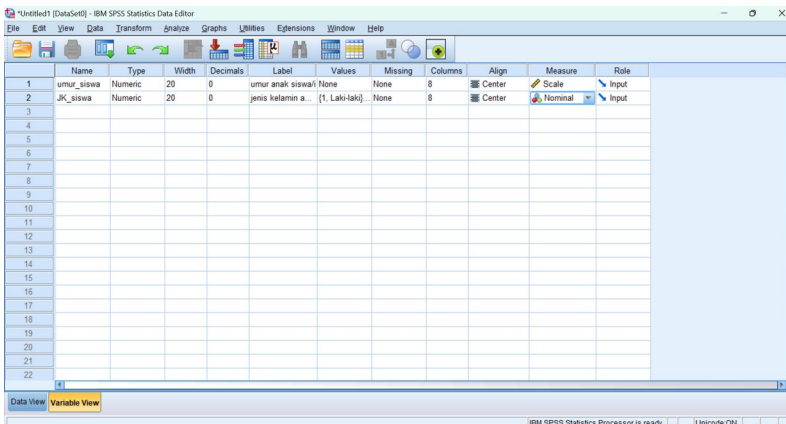 *Untitled1 [DataSet0] - IBM SPSS Statistics Data Editor
File Edit View Data Transform Analyze Graphs Utilities Extensions Window Help
Name Type Width Decimals Label Values Missing Columns Align Measure Role
1 umur_siswa Numeric 20 0 umur anak siswa/i None None 8 Center Scale Input
2 JK_siswa Numeric 20 0 jenis kelamin a... {1, Laki-laki}... None 8 Center Nominal Input
3
4
5
6
7
8
9
10
11
12
13
14
15
16
17
18
19
20
21
22
Data View Variable View
IBM SPSS Statistics Processor is ready Unicode:ON